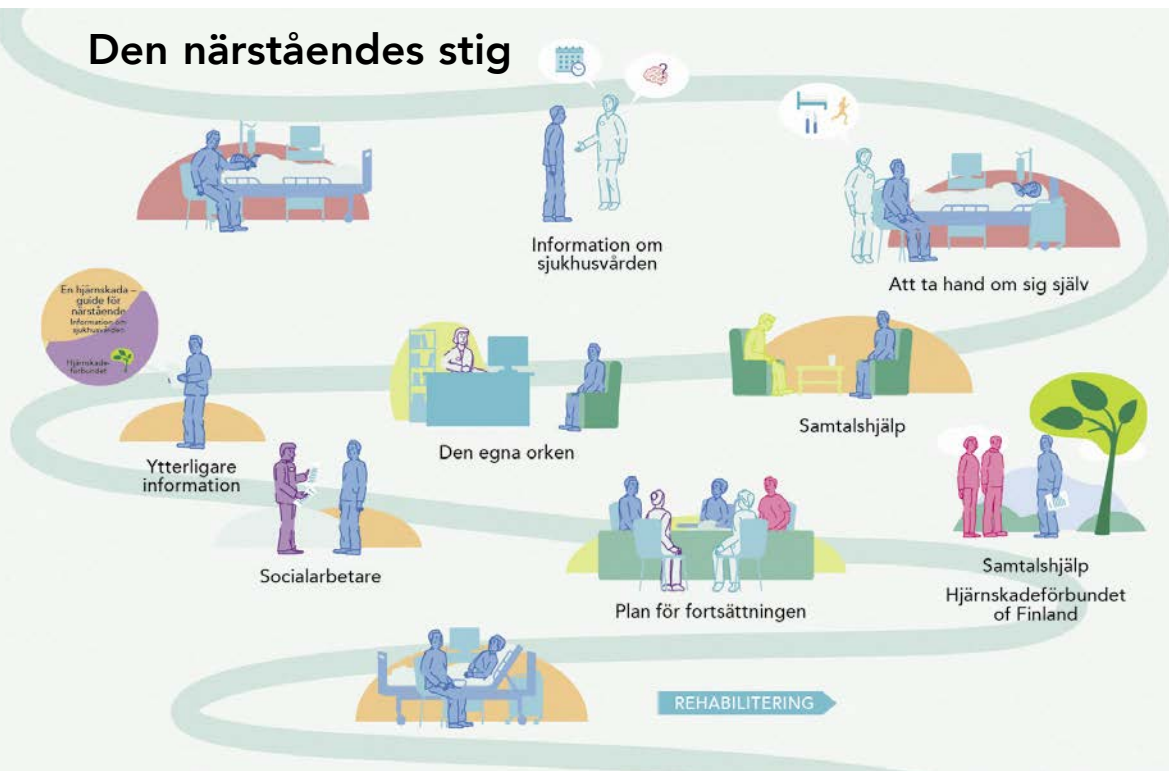 Den närståendes stig
Information om
sjukhusvården
Att ta hand om sig själv
En hjärnskada –
guide för
närstående
Information om
sjukhusvården
Hjärnskade-
förbundet
Ytterligare
information
Den egna orken
Samtalshjälp
Socialarbetare
Plan för fortsättningen
Samtalshjälp
Hjärnskadeförbundet
of Finland
REHABILITERING